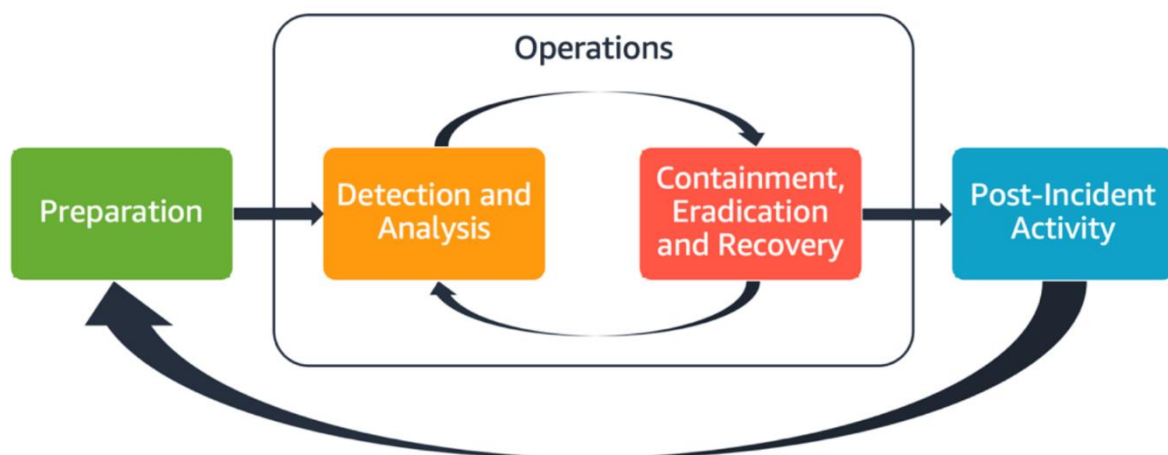 Operations
Preparation
Detection and
Analysis
Containment,
Eradication
and Recovery
Post-Incident
Activity